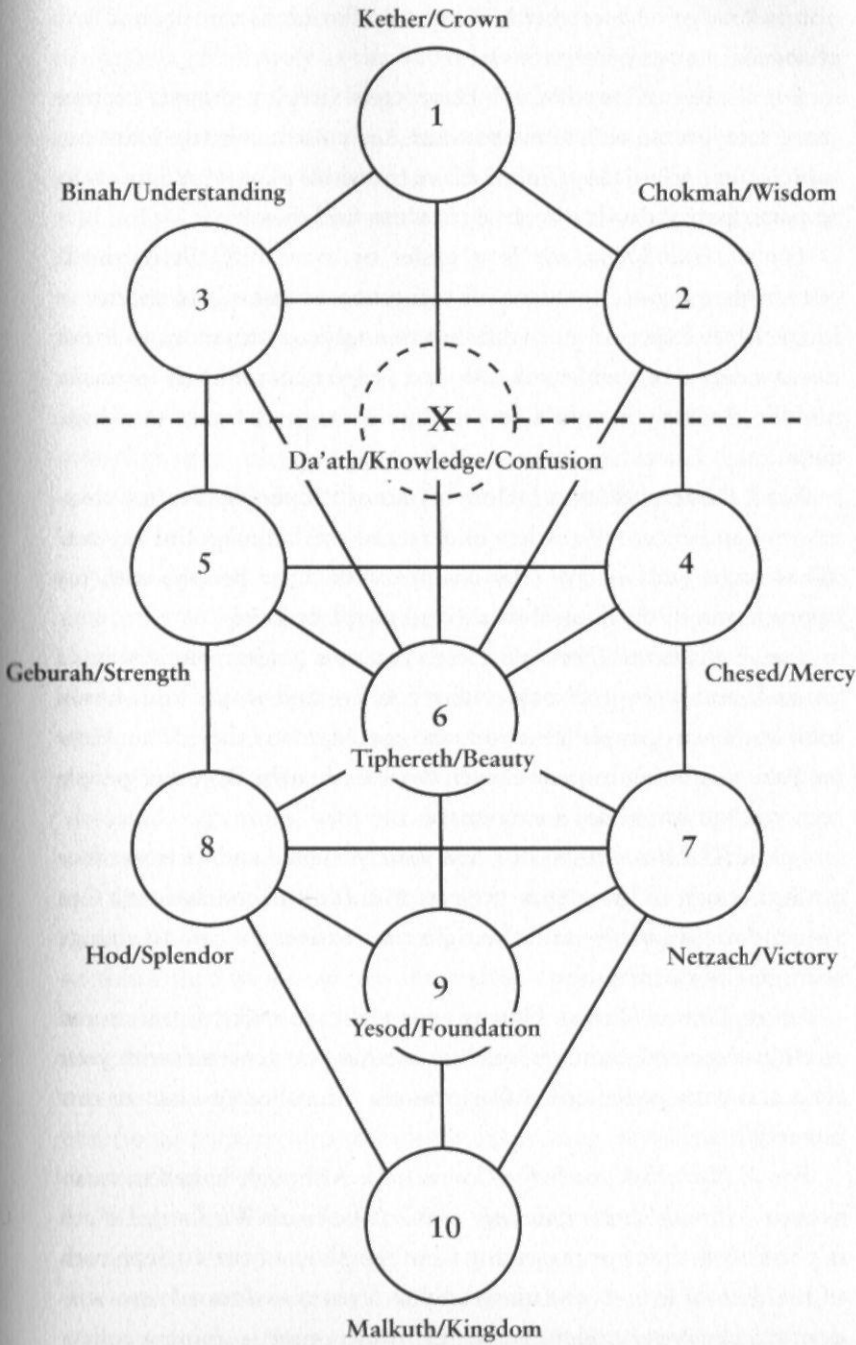 Kether/Crown
1
Binah/Understanding
Chokmah/Wisdom
3
2
X
Da'ath/Knowledge/Confusion
5
4
Geburah/Strength
Chesed/Mercy
6
Tiphereth/Beauty
8
7
Hod/Splendor
Netzach/Victory
9
Yesod/Foundation
10
Malkuth/Kingdom